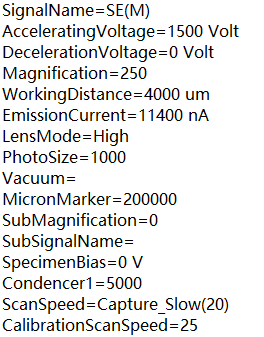 SignalName=SE(M)
AcceleratingVoltage=1500 Volt
DecelerationVoltage=0 Volt
Magnification=250
WorkingDistance=4000 um
EmissionCurrent=11400 nA
LensMode=High
PhotoSize=1000
Vacuum=
MicronMarker=200000
SubMagnification=0
SubSignalName=
SpecimenBias=0 V
Condencer1=5000
ScanSpeed=Capture_Slow(20)
CalibrationScanSpeed=25